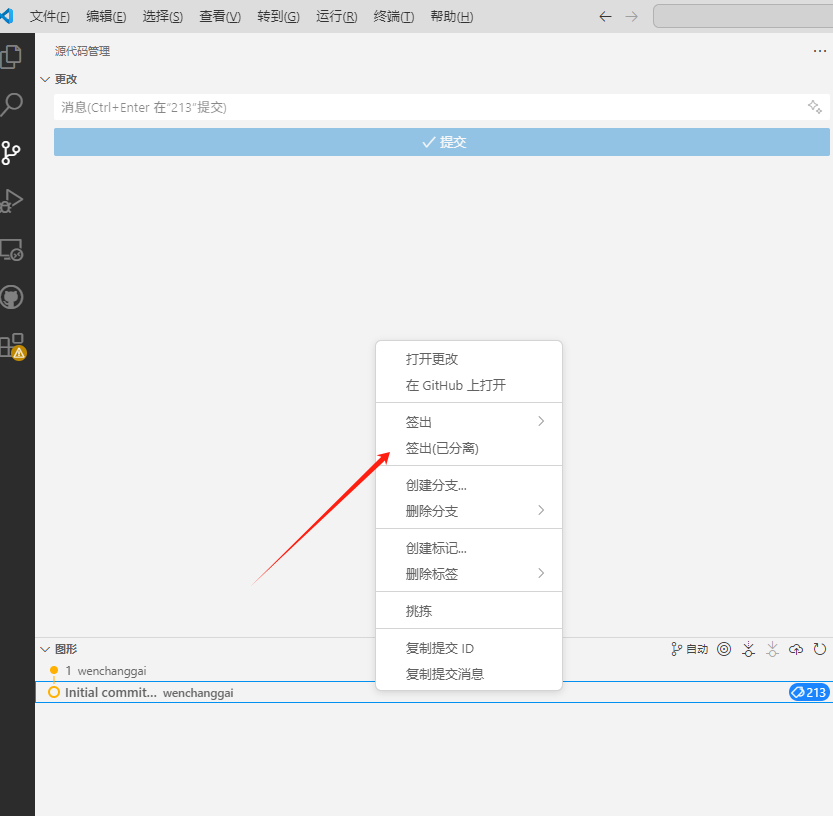 文件(F) 编辑(E) 选择(S) 查看(V) 转到(G) 运行(R) 终端(T) 帮助(H)
源代码管理
更改
消息(Ctrl+Enter 在"213"提交)
提交
打开更改
在 GitHub 上打开
签出
签出(已分离)
创建分支...
删除分支
创建标记...
删除标签
挑拣
复制提交 ID
复制提交消息
图形 自动
1 wenchanggai
Initial commit... wenchanggai 213